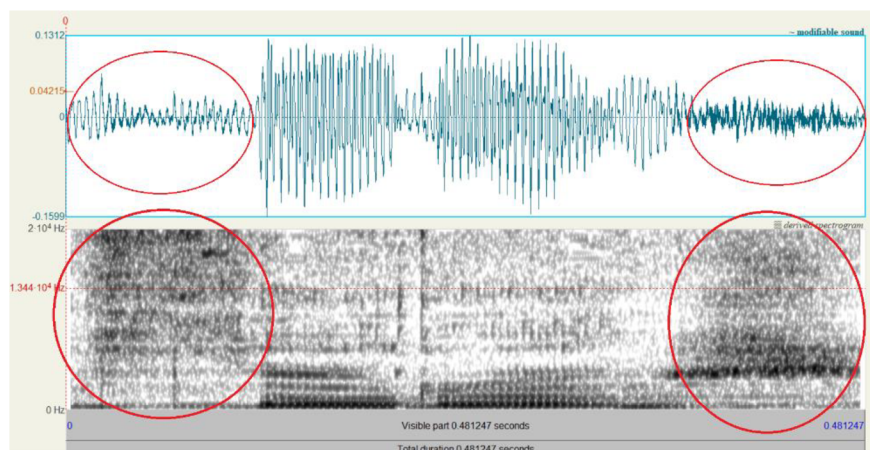 0
0.1312
~ modifiable sound
0.04215
0
-0.1599
2·10⁴ Hz
derived spectrogram
1.344·10⁴ Hz
0 Hz
0
Visible part 0.481247 seconds
0.481247
Total duration 0.481247 seconds